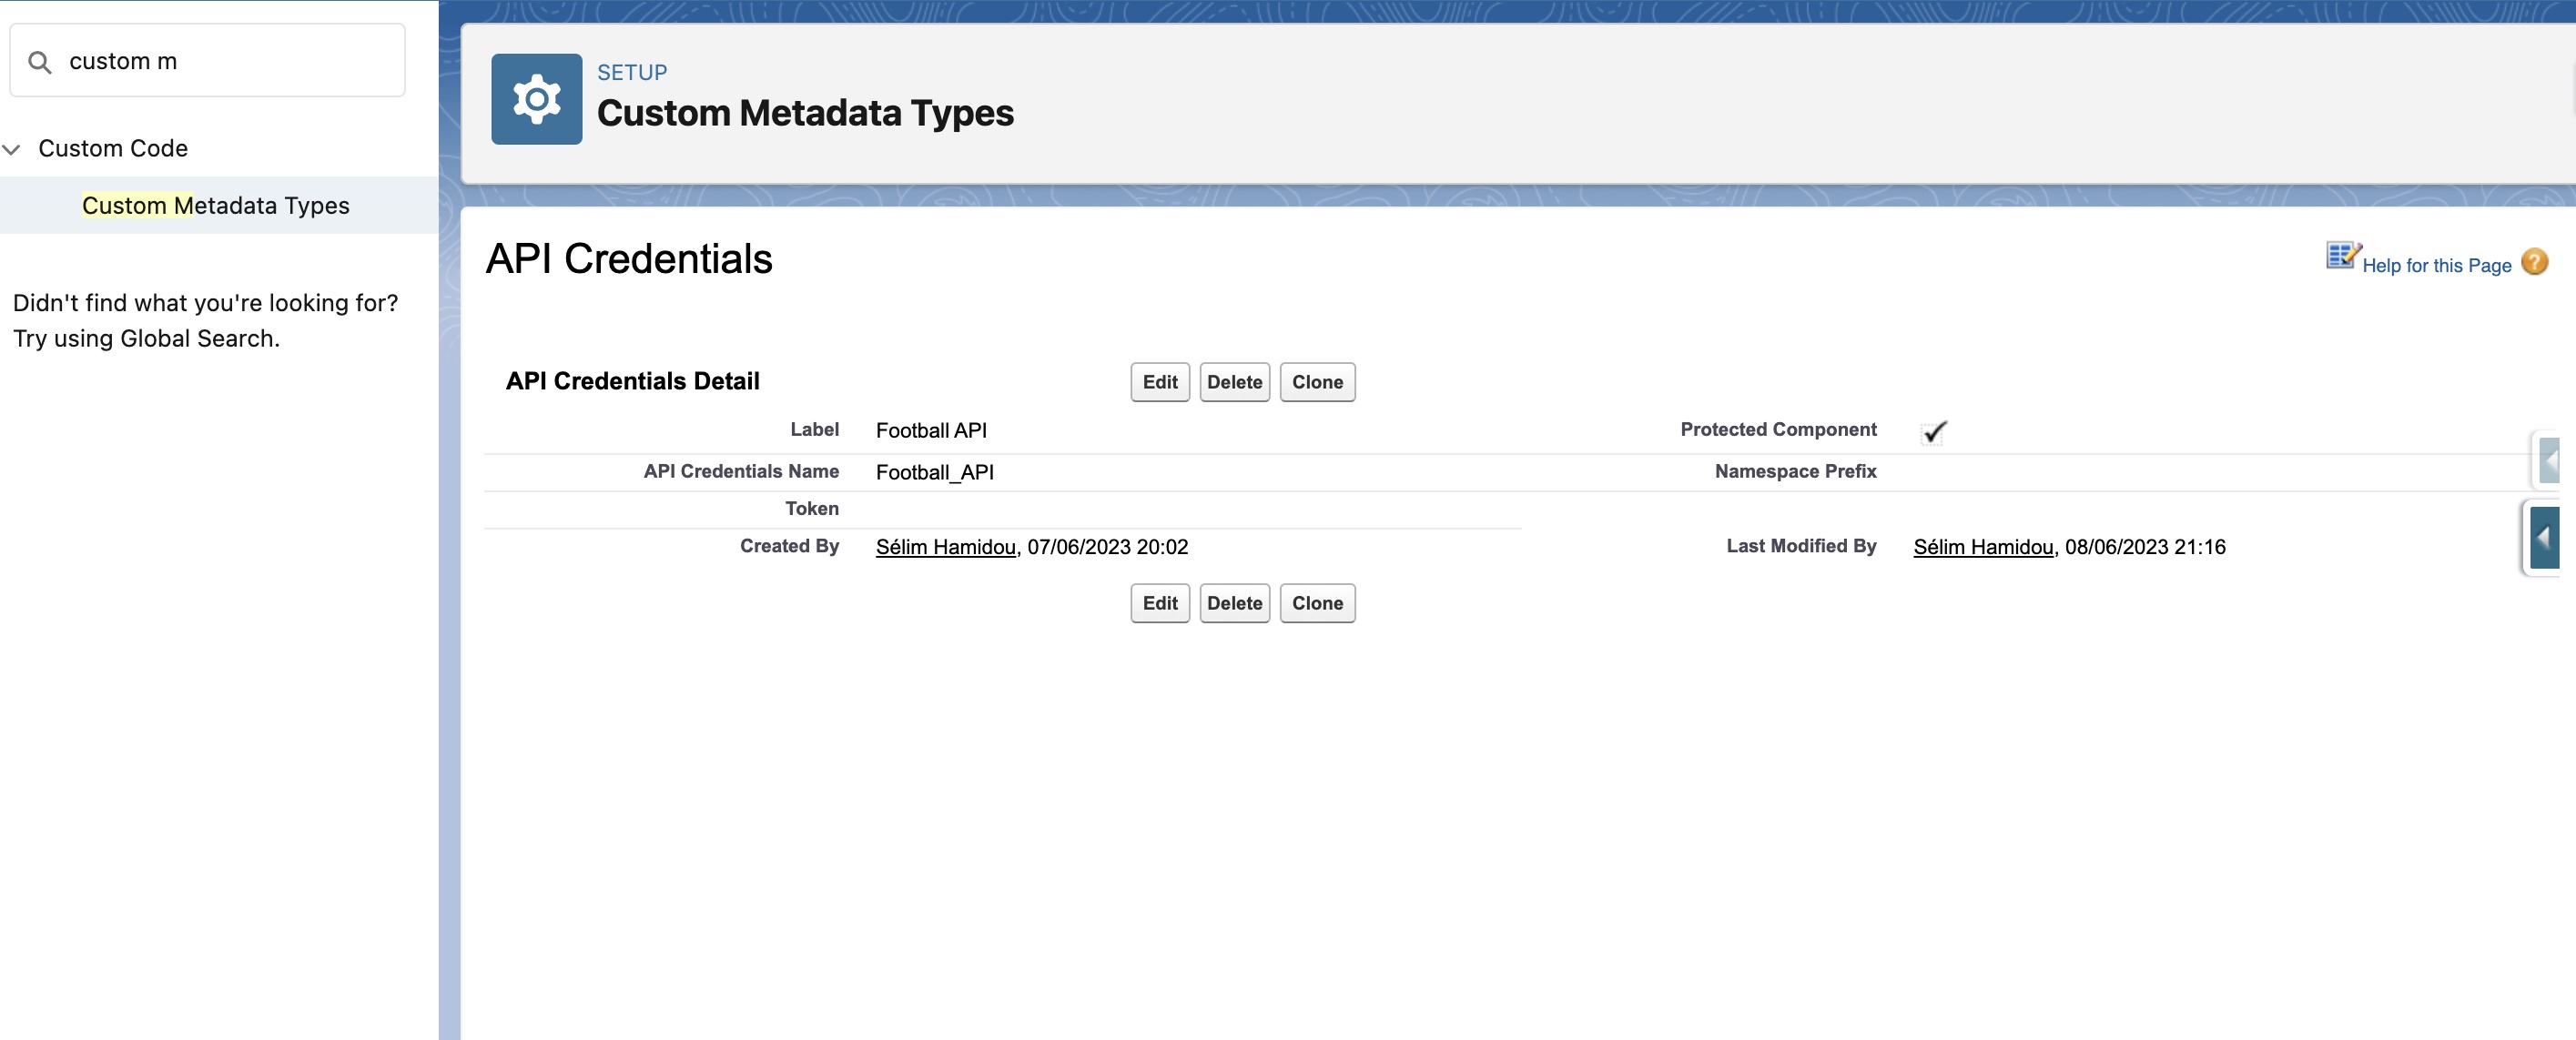 custom m
Custom Code
Custom Metadata Types
Didn't find what you're looking for?
Try using Global Search.
SETUP
Custom Metadata Types
API Credentials
Help for this Page ?
API Credentials Detail
Edit Delete Clone
Label Football API Protected Component
API Credentials Name Football_API Namespace Prefix
Token
Created By Sélim Hamidou, 07/06/2023 20:02 Last Modified By Sélim Hamidou, 08/06/2023 21:16
Edit Delete Clone